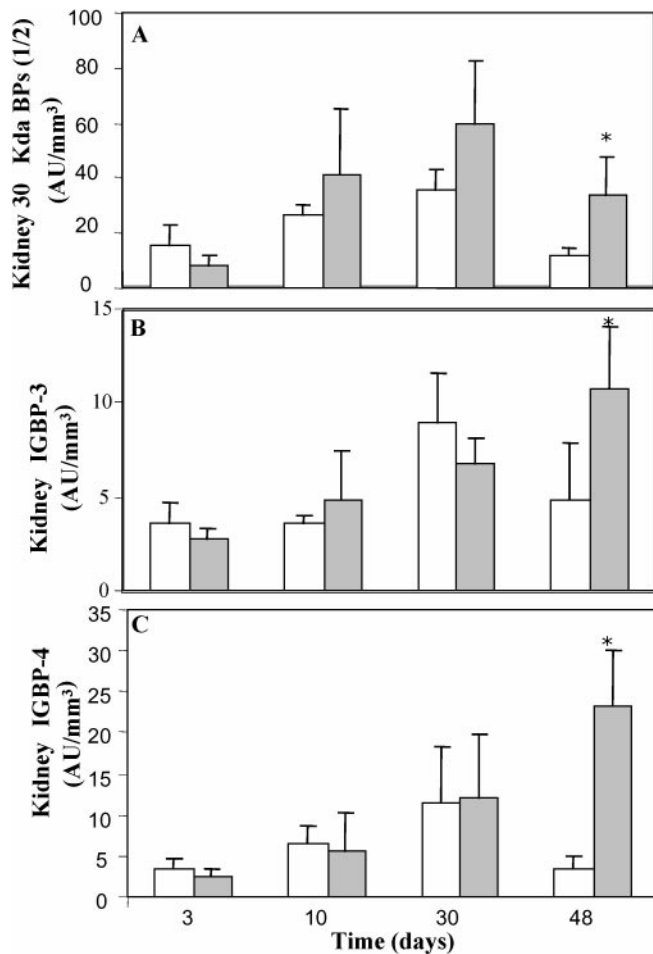 A
Kidney 30 Kda BPs (1/2)
(AU/mm³)
100
80
60
40
20
0
*
B
Kidney IGBP-3
(AU/mm³)
15
10
5
0
*
C
Kidney IGBP-4
(AU/mm³)
35
30
25
20
15
10
5
0
*
3 10 30 48
Time (days)